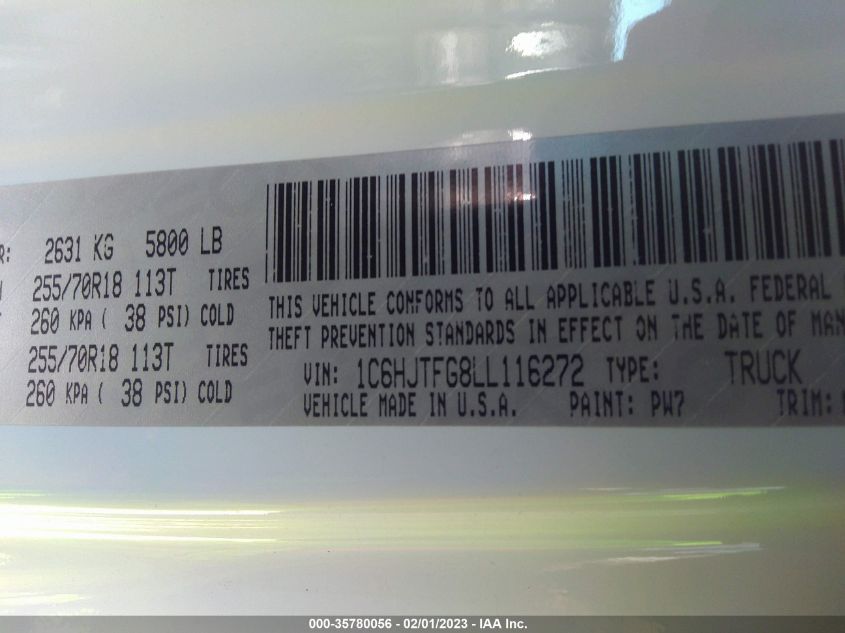 R: 2631 KG 5800 LB
255/70R18 113T TIRES
260 KPA ( 38 PSI) COLD
255/70R18 113T TIRES
260 KPA ( 38 PSI) COLD
THIS VEHICLE CONFORMS TO ALL APPLICABLE U.S.A. FEDERAL
THEFT PREVENTION STANDARDS IN EFFECT ON THE DATE OF MAN
VIN: 1C6HJTFG8LL116272 TYPE: TRUCK
VEHICLE MADE IN U.S.A. PAINT: PW7 TRIM:
000-35780056 - 02/01/2023 - IAA Inc.